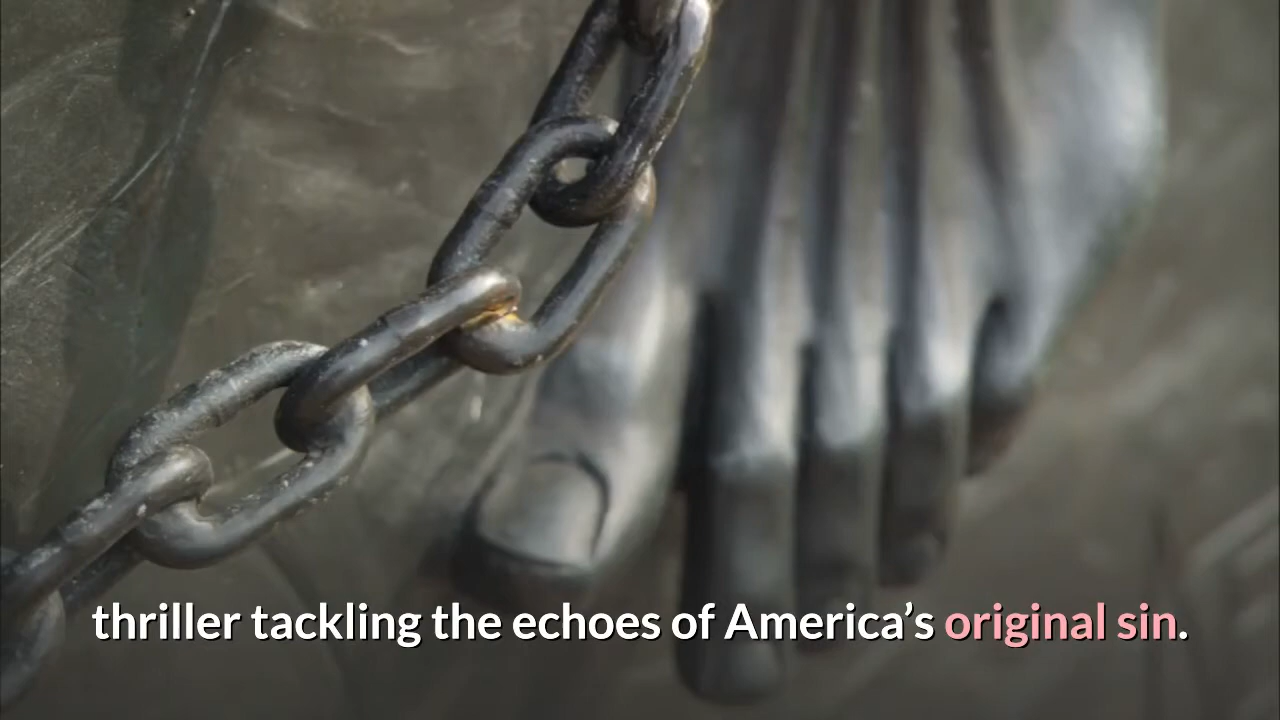 thriller tackling the echoes of America’s original sin.